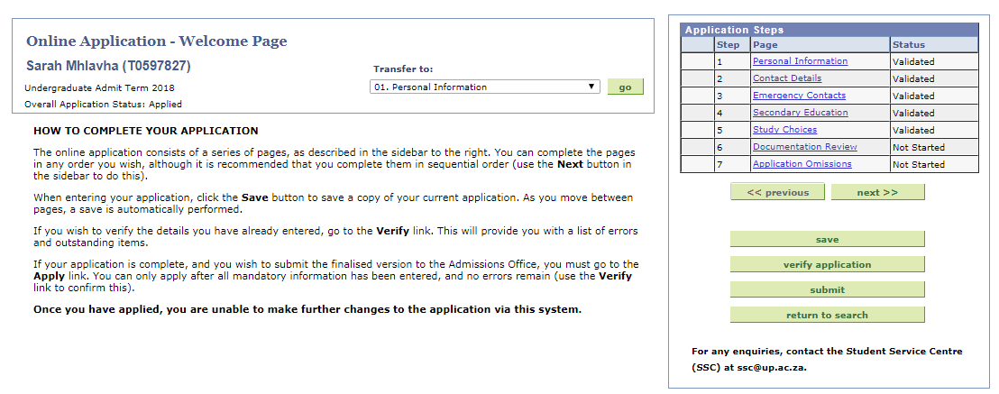 Online Application - Welcome Page
Sarah Mhlavha (T0597827)
Transfer to:
Undergraduate Admit Term 2018
01. Personal Information
go
Overall Application Status: Applied
HOW TO COMPLETE YOUR APPLICATION
The online application consists of a series of pages, as described in the sidebar to the right. You can complete the pages
in any order you wish, although it is recommended that you complete them in sequential order (use the Next button in
the sidebar to do this).
When entering your application, click the Save button to save a copy of your current application. As you move between
pages, a save is automatically performed.
If you wish to verify the details you have already entered, go to the Verify link. This will provide you with a list of errors
and outstanding items.
If your application is complete, and you wish to submit the finalised version to the Admissions Office, you must go to the
Apply link. You can only apply after all mandatory information has been entered, and no errors remain (use the Verify
link to confirm this).
Once you have applied, you are unable to make further changes to the application via this system.
Application Steps
Step Page Status
1 Personal Information Validated
2 Contact Details Validated
3 Emergency Contacts Validated
4 Secondary Education Validated
5 Study Choices Validated
6 Documentation Review Not Started
7 Application Omissions Not Started
<< previous next >>
save
verify application
submit
return to search
For any enquiries, contact the Student Service Centre
(SSC) at ssc@up.ac.za.